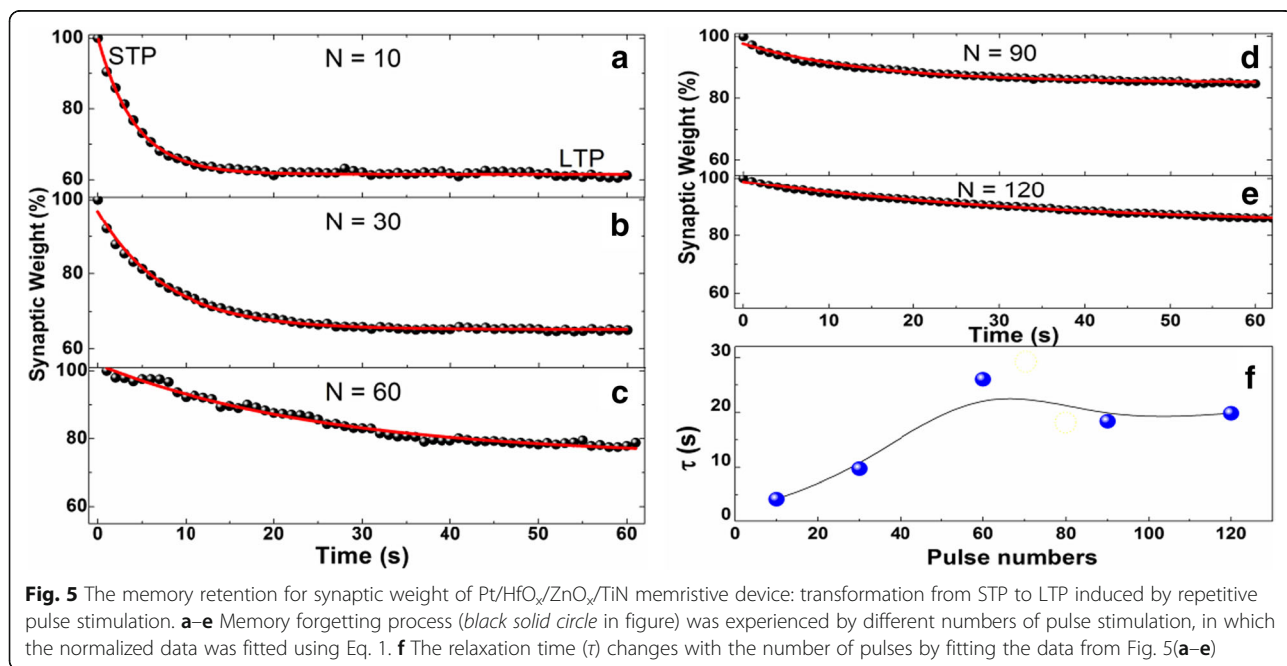 100
80
60
STP
N = 10
a
LTP
100
80
60
N = 30
b
100
80
60
N = 60
c
Synaptic Weight (%)
0 10 20 30 40 50 60
Time (s)
100
80
60
N = 90
d
100
80
60
N = 120
e
Synaptic Weight (%)
0 10 20 30 40 50 60
Time (s)
30
20
10
0
f
τ (s)
0 20 40 60 80 100 120
Pulse numbers
Fig. 5 The memory retention for synaptic weight of Pt/HfOₓ/ZnOₓ/TiN memristive device: transformation from STP to LTP induced by repetitive
pulse stimulation. a–e Memory forgetting process (black solid circle in figure) was experienced by different numbers of pulse stimulation, in which
the normalized data was fitted using Eq. 1. f The relaxation time (τ) changes with the number of pulses by fitting the data from Fig. 5(a–e)